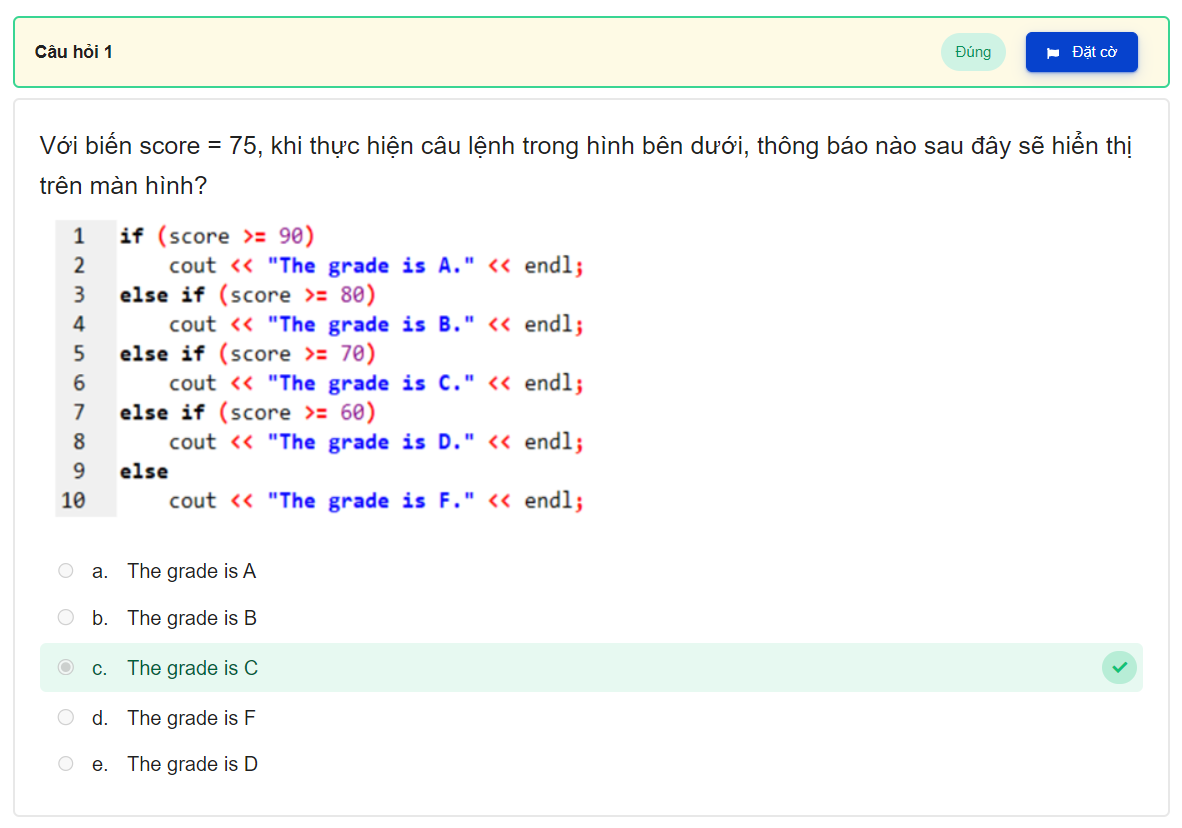 Câu hỏi 1
Đúng
Đặt cờ
Với biến score = 75, khi thực hiện câu lệnh trong hình bên dưới, thông báo nào sau đây sẽ hiển thị
trên màn hình?
1 if (score >= 90)
2     cout << "The grade is A." << endl;
3 else if (score >= 80)
4     cout << "The grade is B." << endl;
5 else if (score >= 70)
6     cout << "The grade is C." << endl;
7 else if (score >= 60)
8     cout << "The grade is D." << endl;
9 else
10     cout << "The grade is F." << endl;
a. The grade is A
b. The grade is B
c. The grade is C
d. The grade is F
e. The grade is D